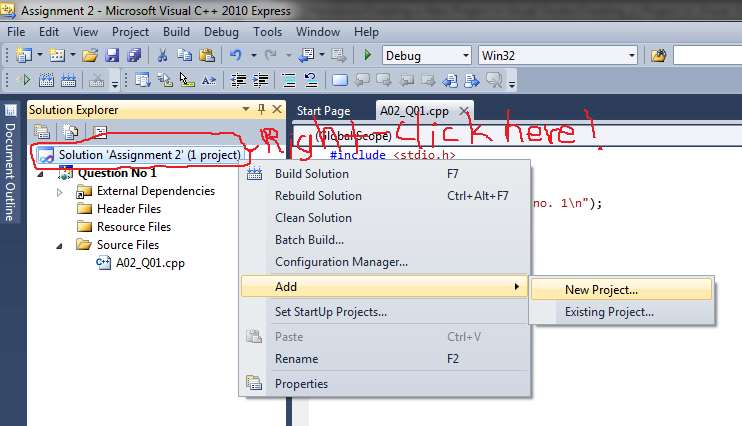 Assignment 2 - Microsoft Visual C++ 2010 Express
File Edit View Project Build Debug Tools Window Help
Debug Win32
Document Outline
Solution Explorer
Start Page A02_Q01.cpp
Right-Click here!
(Global Scope)
Solution 'Assignment 2' (1 project)
#include <stdio.h>
Question No 1
External Dependencies
Header Files
Resource Files
Source Files
A02_Q01.cpp
no. 1\n");
Build Solution F7
Rebuild Solution Ctrl+Alt+F7
Clean Solution
Batch Build...
Configuration Manager...
Add
New Project...
Existing Project...
Set StartUp Projects...
Paste Ctrl+V
Rename F2
Properties